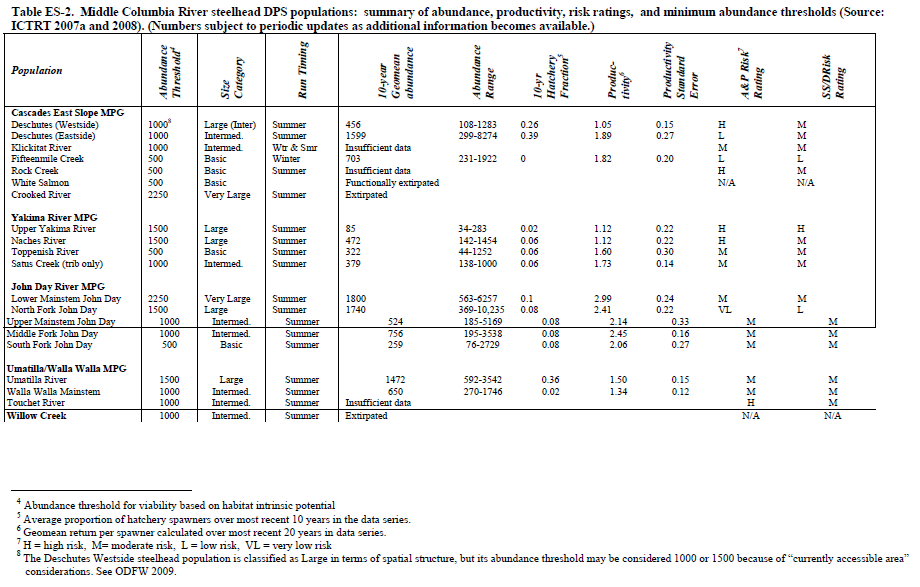 Table ES-2. Middle Columbia River steelhead DPS populations: summary of abundance, productivity, risk ratings, and minimum abundance thresholds (Source:
ICTRT 2007a and 2008). (Numbers subject to periodic updates as additional information becomes available.)
Population Abundance Threshold4 Size Category Run Timing 10-year Geomean abundance Abundance Range 10-yr Hatchery Fraction5 Produc-tivity6 Productivity Standard Error A&P Risk7 Rating SS/DRisk Rating
Cascades East Slope MPG
Deschutes (Westside) 10008 Large (Inter) Summer 456 108-1283 0.26 1.05 0.15 H M
Deschutes (Eastside) 1000 Intermed. Summer 1599 299-8274 0.39 1.89 0.27 L M
Klickitat River 1000 Intermed. Wtr & Smr Insufficient data M M
Fifteenmile Creek 500 Basic Winter 703 231-1922 0 1.82 0.20 L L
Rock Creek 500 Basic Summer Insufficient data H M
White Salmon 500 Basic Functionally extirpated N/A N/A
Crooked River 2250 Very Large Summer Extirpated
Yakima River MPG
Upper Yakima River 1500 Large Summer 85 34-283 0.02 1.12 0.22 H H
Naches River 1500 Large Summer 472 142-1454 0.06 1.12 0.22 H M
Toppenish River 500 Basic Summer 322 44-1252 0.06 1.60 0.30 M M
Satus Creek (trib only) 1000 Intermed. Summer 379 138-1000 0.06 1.73 0.14 M M
John Day River MPG
Lower Mainstem John Day 2250 Very Large Summer 1800 563-6257 0.1 2.99 0.24 M M
North Fork John Day 1500 Large Summer 1740 369-10,235 0.08 2.41 0.22 VL L
Upper Mainstem John Day 1000 Intermed. Summer 524 185-5169 0.08 2.14 0.33 M M
Middle Fork John Day 1000 Intermed. Summer 756 195-3538 0.08 2.45 0.16 M M
South Fork John Day 500 Basic Summer 259 76-2729 0.08 2.06 0.27 M M
Umatilla/Walla Walla MPG
Umatilla River 1500 Large Summer 1472 592-3542 0.36 1.50 0.15 M M
Walla Walla Mainstem 1000 Intermed. Summer 650 270-1746 0.02 1.34 0.12 M M
Touchet River 1000 Intermed. Summer Insufficient data H M
Willow Creek 1000 Intermed. Summer Extirpated N/A N/A
4 Abundance threshold for viability based on habitat intrinsic potential
5 Average proportion of hatchery spawners over most recent 10 years in the data series.
6 Geomean return per spawner calculated over most recent 20 years in data series.
7 H = high risk, M= moderate risk, L = low risk, VL = very low risk
8 The Deschutes Westside steelhead population is classified as Large in terms of spatial structure, but its abundance threshold may be considered 1000 or 1500 because of “currently accessible area”
considerations. See ODFW 2009.